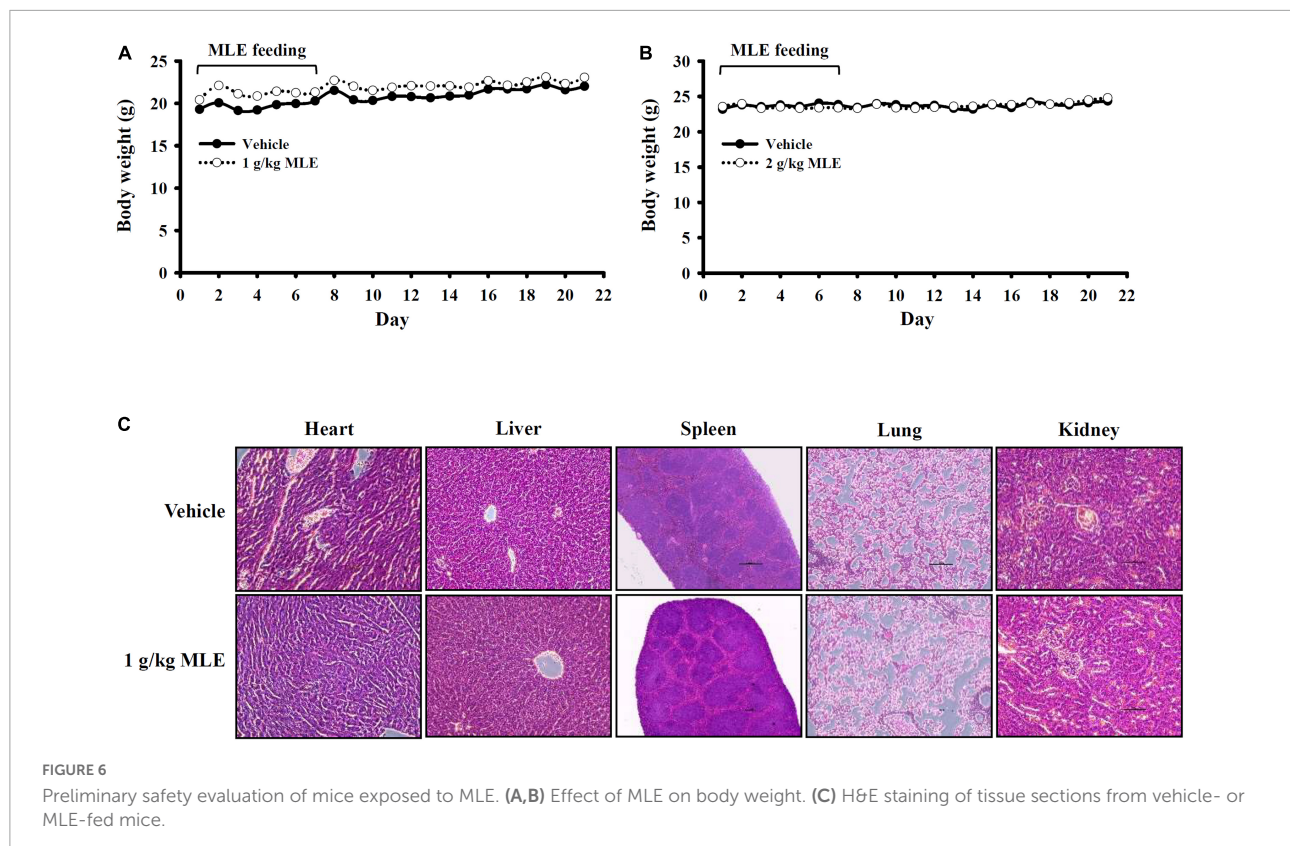 A
MLE feeding
Body weight (g)
25
20
15
10
5
0
Vehicle
1 g/kg MLE
0 2 4 6 8 10 12 14 16 18 20 22
Day
B
MLE feeding
Body weight (g)
30
25
20
15
10
5
0
Vehicle
2 g/kg MLE
0 2 4 6 8 10 12 14 16 18 20 22
Day
C
Heart Liver Spleen Lung Kidney
Vehicle
1 g/kg MLE
FIGURE 6
Preliminary safety evaluation of mice exposed to MLE. (A,B) Effect of MLE on body weight. (C) H&E staining of tissue sections from vehicle- or
MLE-fed mice.